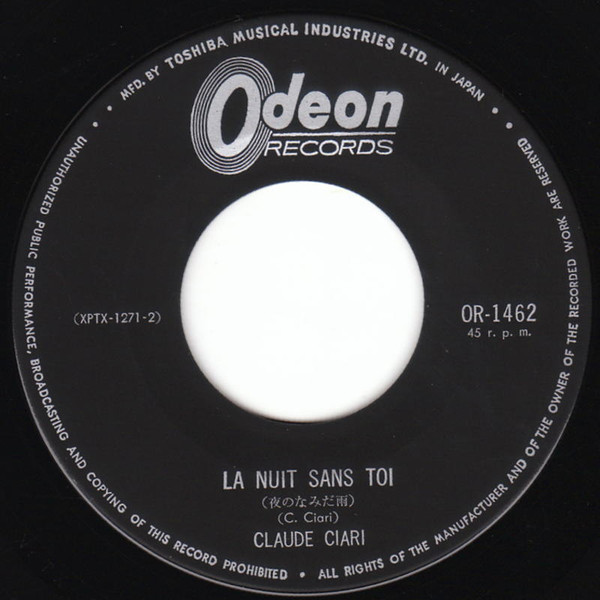 MFD. BY TOSHIBA MUSICAL INDUSTRIES LTD. IN JAPAN
Odeon
RECORDS
(XPTX-1271-2)
OR-1462
45 r. p. m.
LA NUIT SANS TOI
(夜のなみだ雨)
(C. Ciari)
CLAUDE CIARI
UNAUTHORIZED PUBLIC PERFORMANCE, BROADCASTING AND COPYING OF THIS RECORD PROHIBITED • ALL RIGHTS OF THE MANUFACTURER AND OF THE OWNER OF THE RECORDED WORK ARE RESERVED